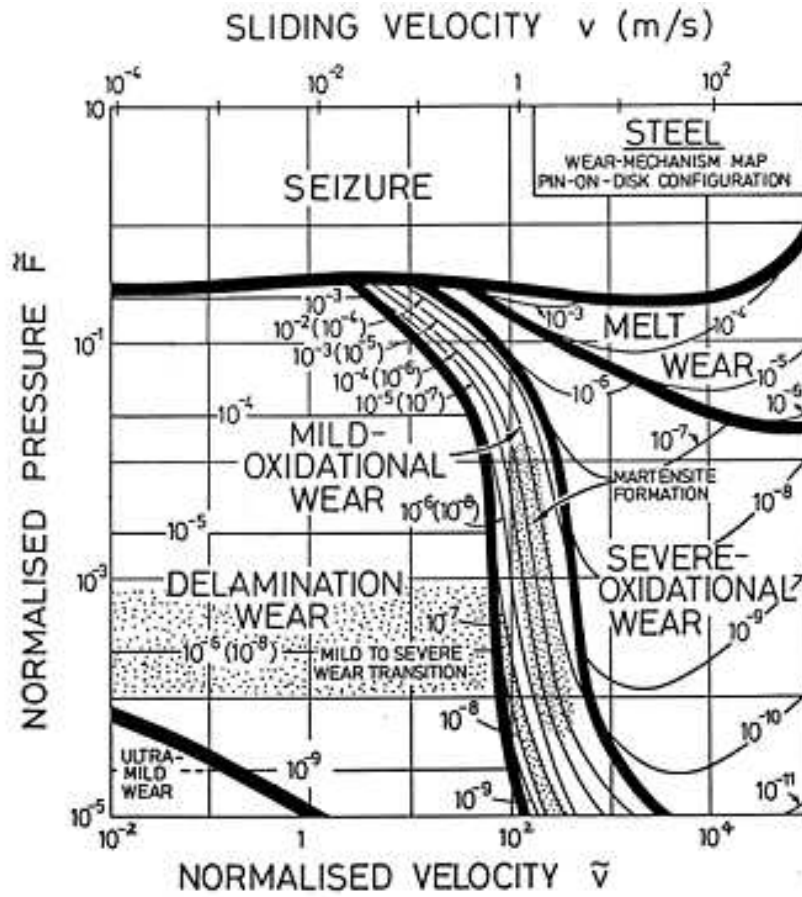 SLIDING VELOCITY v (m/s)
10⁻⁴ 10⁻² 1 10²
10
STEEL
WEAR-MECHANISM MAP
PIN-ON-DISK CONFIGURATION
SEIZURE
NORMALISED PRESSURE F̃
10⁻³
10⁻²(10⁻⁴)
10⁻³(10⁻⁵)
10⁻⁴(10⁻⁶)
10⁻⁵(10⁻⁷)
10⁻³
MELT
WEAR
10⁻⁴
10⁻⁵
10⁻⁶
10⁻⁶
10⁻¹
10⁻⁴
10⁻⁷
MILD-
OXIDATIONAL
WEAR
MARTENSITE
FORMATION
10⁻⁸
10⁻⁶(10⁻⁸)
10⁻⁵
SEVERE-
OXIDATIONAL
WEAR
10⁻³
DELAMINATION
WEAR
10⁻⁷
10⁻⁹
10⁻⁶(10⁻⁸)
MILD TO SEVERE
WEAR TRANSITION
10⁻⁸
10⁻¹⁰
ULTRA-
MILD
WEAR
10⁻⁹
10⁻⁹
10⁻¹¹
10⁻⁵
10⁻² 1 10² 10⁴
NORMALISED VELOCITY ṽ